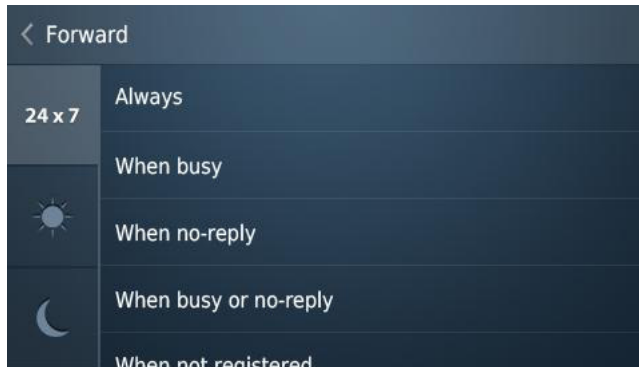 Forward
24 x 7
Always
When busy
When no-reply
When busy or no-reply
When not registered